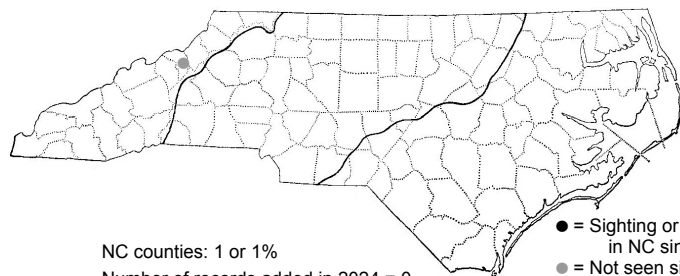 NC counties: 1 or 1%
Number of records added in 2024 = 0
● = Sighting or
in NC sin
● = Not seen si